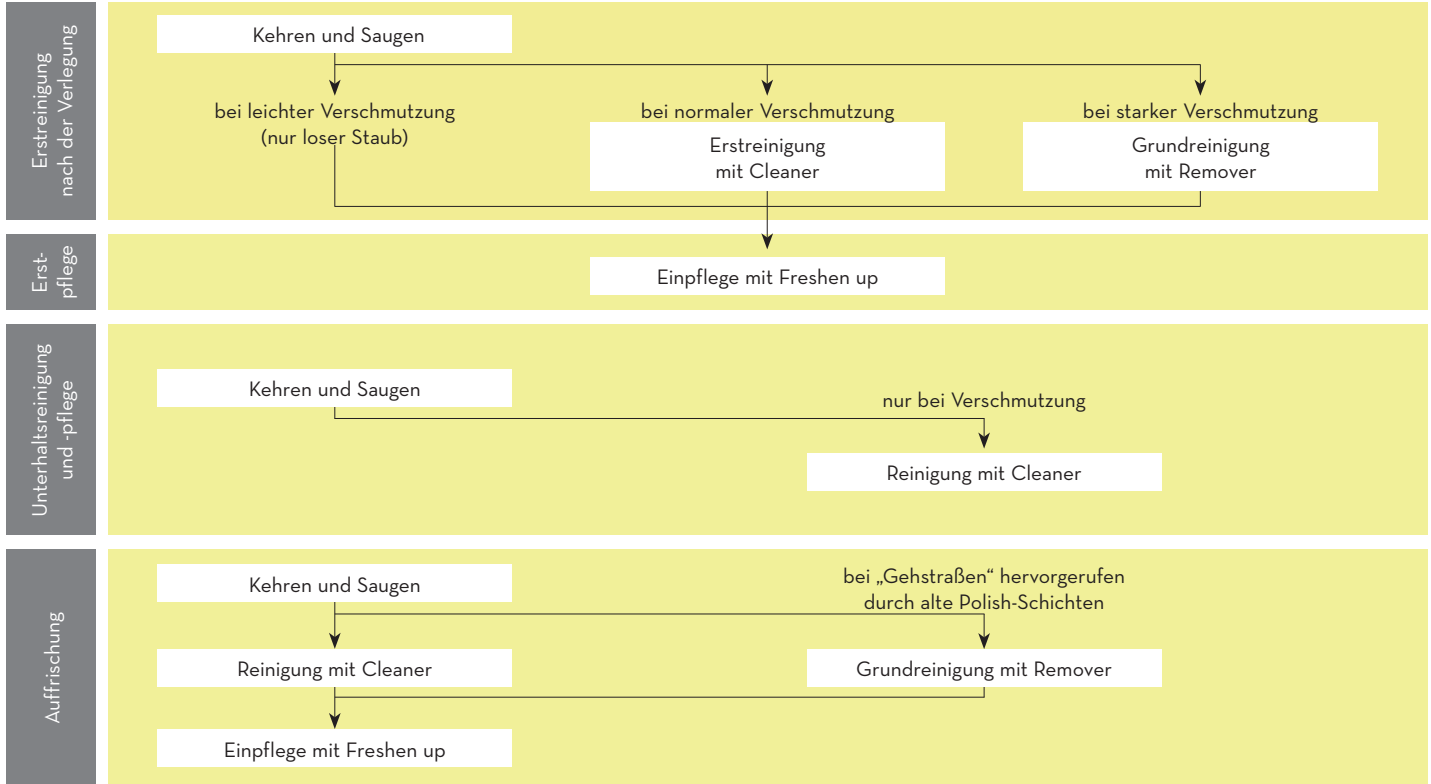 Erstreinigung
nach der Verlegung
Kehren und Saugen
bei leichter Verschmutzung
(nur loser Staub)
bei normaler Verschmutzung
Erstreinigung
mit Cleaner
bei starker Verschmutzung
Grundreinigung
mit Remover
Erst-
pflege
Einpflege mit Freshen up
Unterhaltsreinigung
und -pflege
Kehren und Saugen
nur bei Verschmutzung
Reinigung mit Cleaner
Auffrischung
Kehren und Saugen
bei „Gehstraßen“ hervorgerufen
durch alte Polish-Schichten
Reinigung mit Cleaner
Grundreinigung mit Remover
Einpflege mit Freshen up